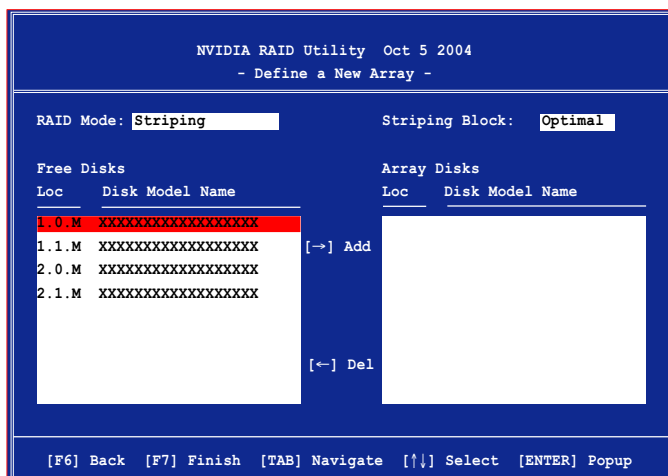 NVIDIA RAID Utility Oct 5 2004
- Define a New Array -
RAID Mode: Striping Striping Block: Optimal
Free Disks Array Disks
Loc Disk Model Name Loc Disk Model Name
1.0.M XXXXXXXXXXXXXXXXXX
1.1.M XXXXXXXXXXXXXXXXXX [→] Add
2.0.M XXXXXXXXXXXXXXXXXX
2.1.M XXXXXXXXXXXXXXXXXX
[←] Del
[F6] Back [F7] Finish [TAB] Navigate [↑↓] Select [ENTER] Popup